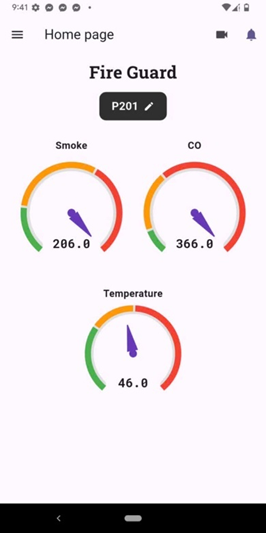 9:41
Home page
Fire Guard
P201
Smoke
CO
206.0
366.0
Temperature
46.0